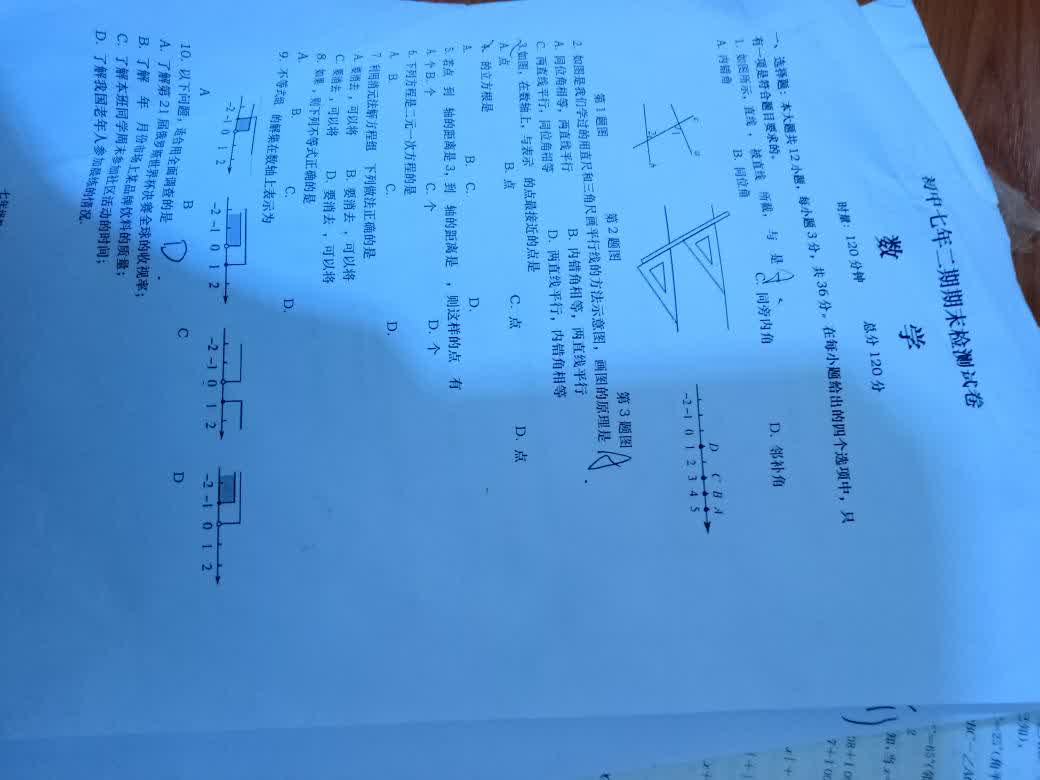 初中七年二期期末检测试卷
数 学
时量：120分钟 总分120分
一、选择题，本大题共12小题，每小题3分，共36分。在每小题给出的四个选项中，只
有一项是符合题目要求的。
1. 如图所示，直线， 被直线 所截， 与 是
A. 内错角 B. 同位角 C. 同旁内角 D. 邻补角
D C B A
-2 -1 0 1 2 3 4 5
第1题图 第2题图 第3题图
2. 如图是我们学过的用直尺和三角尺画平行线的方法示意图，画图的原理是 A
A. 同位角相等，两直线平行 B. 内错角相等，两直线平行
C. 两直线平行，同位角相等 D. 两直线平行，内错角相等
3.如图，在数轴上，与表示 的点最接近的点是
A. 点 B. 点 C. 点 D. 点
4. 的立方根是
A. B. C. D.
5. 若点 到 轴的距离是3，到 轴的距离是 ，则这样的点 有
A. 个 B. 个 C. 个 D. 个
6. 下列方程是二元一次方程的是
A. B. C. D.
7. 利用消元法解方程组 下列做法正确的是
A. 要消去 ，可以将 B. 要消去 ，可以将
C. 要消去 ，可以将 D. 要消去 ，可以将
8. 如果 ，则下列不等式正确的是
A. B. C. D.
9. 不等式组 的解集在数轴上表示为
-2 -1 0 1 2 -2 -1 0 1 2 -2 -1 0 1 2 -2 -1 0 1 2
A B C D
10. 以下问题，适合用全面调查的是 D
A. 了解第21届俄罗斯世界杯决赛全球的收视率；
B. 了解 年 月份市场上某品牌饮料的质量；
C. 了解本班同学周末参加社区活动的时间；
D. 了解我国老年人参加晨练的情况.